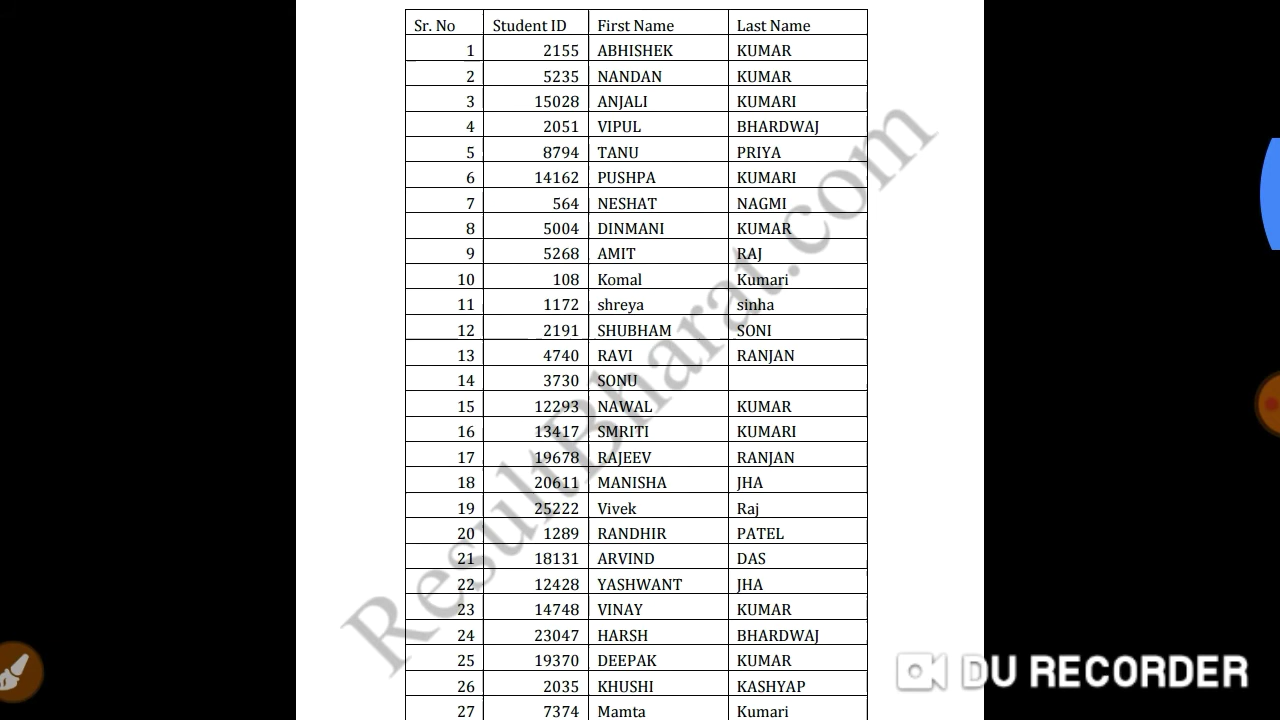 Sr. No Student ID First Name Last Name
1 2155 ABHISHEK KUMAR
2 5235 NANDAN KUMAR
3 15028 ANJALI KUMARI
4 2051 VIPUL BHARDWAJ
5 8794 TANU PRIYA
6 14162 PUSHPA KUMARI
7 564 NESHAT NAGMI
8 5004 DINMANI KUMAR
9 5268 AMIT RAJ
10 108 Komal Kumari
11 1172 shreya sinha
12 2191 SHUBHAM SONI
13 4740 RAVI RANJAN
14 3730 SONU
15 12293 NAWAL KUMAR
16 13417 SMRITI KUMARI
17 19678 RAJEEV RANJAN
18 20611 MANISHA JHA
19 25222 Vivek Raj
20 1289 RANDHIR PATEL
21 18131 ARVIND DAS
22 12428 YASHWANT JHA
23 14748 VINAY KUMAR
24 23047 HARSH BHARDWAJ
25 19370 DEEPAK KUMAR
26 2035 KHUSHI KASHYAP
27 7374 Mamta Kumari
ResultBharat.com
DU RECORDER